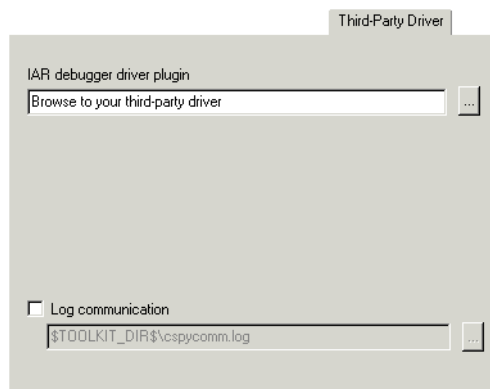 Third-Party Driver
IAR debugger driver plugin
Browse to your third-party driver
...
Log communication
$TOOLKIT_DIR$\cspycomm.log
...